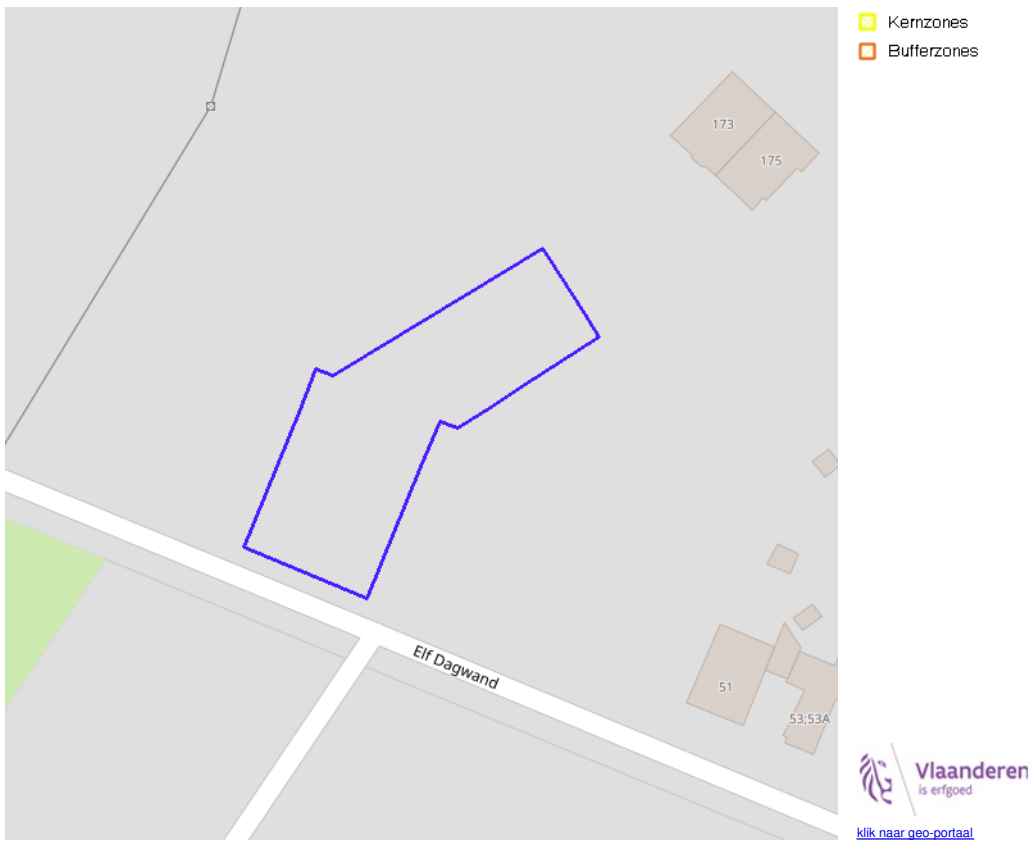 Kernzones
Bufferzones
173
175
Elf Dagwand
51
53;53A
Vlaanderen
is erfgoed
klik naar geo-portaal